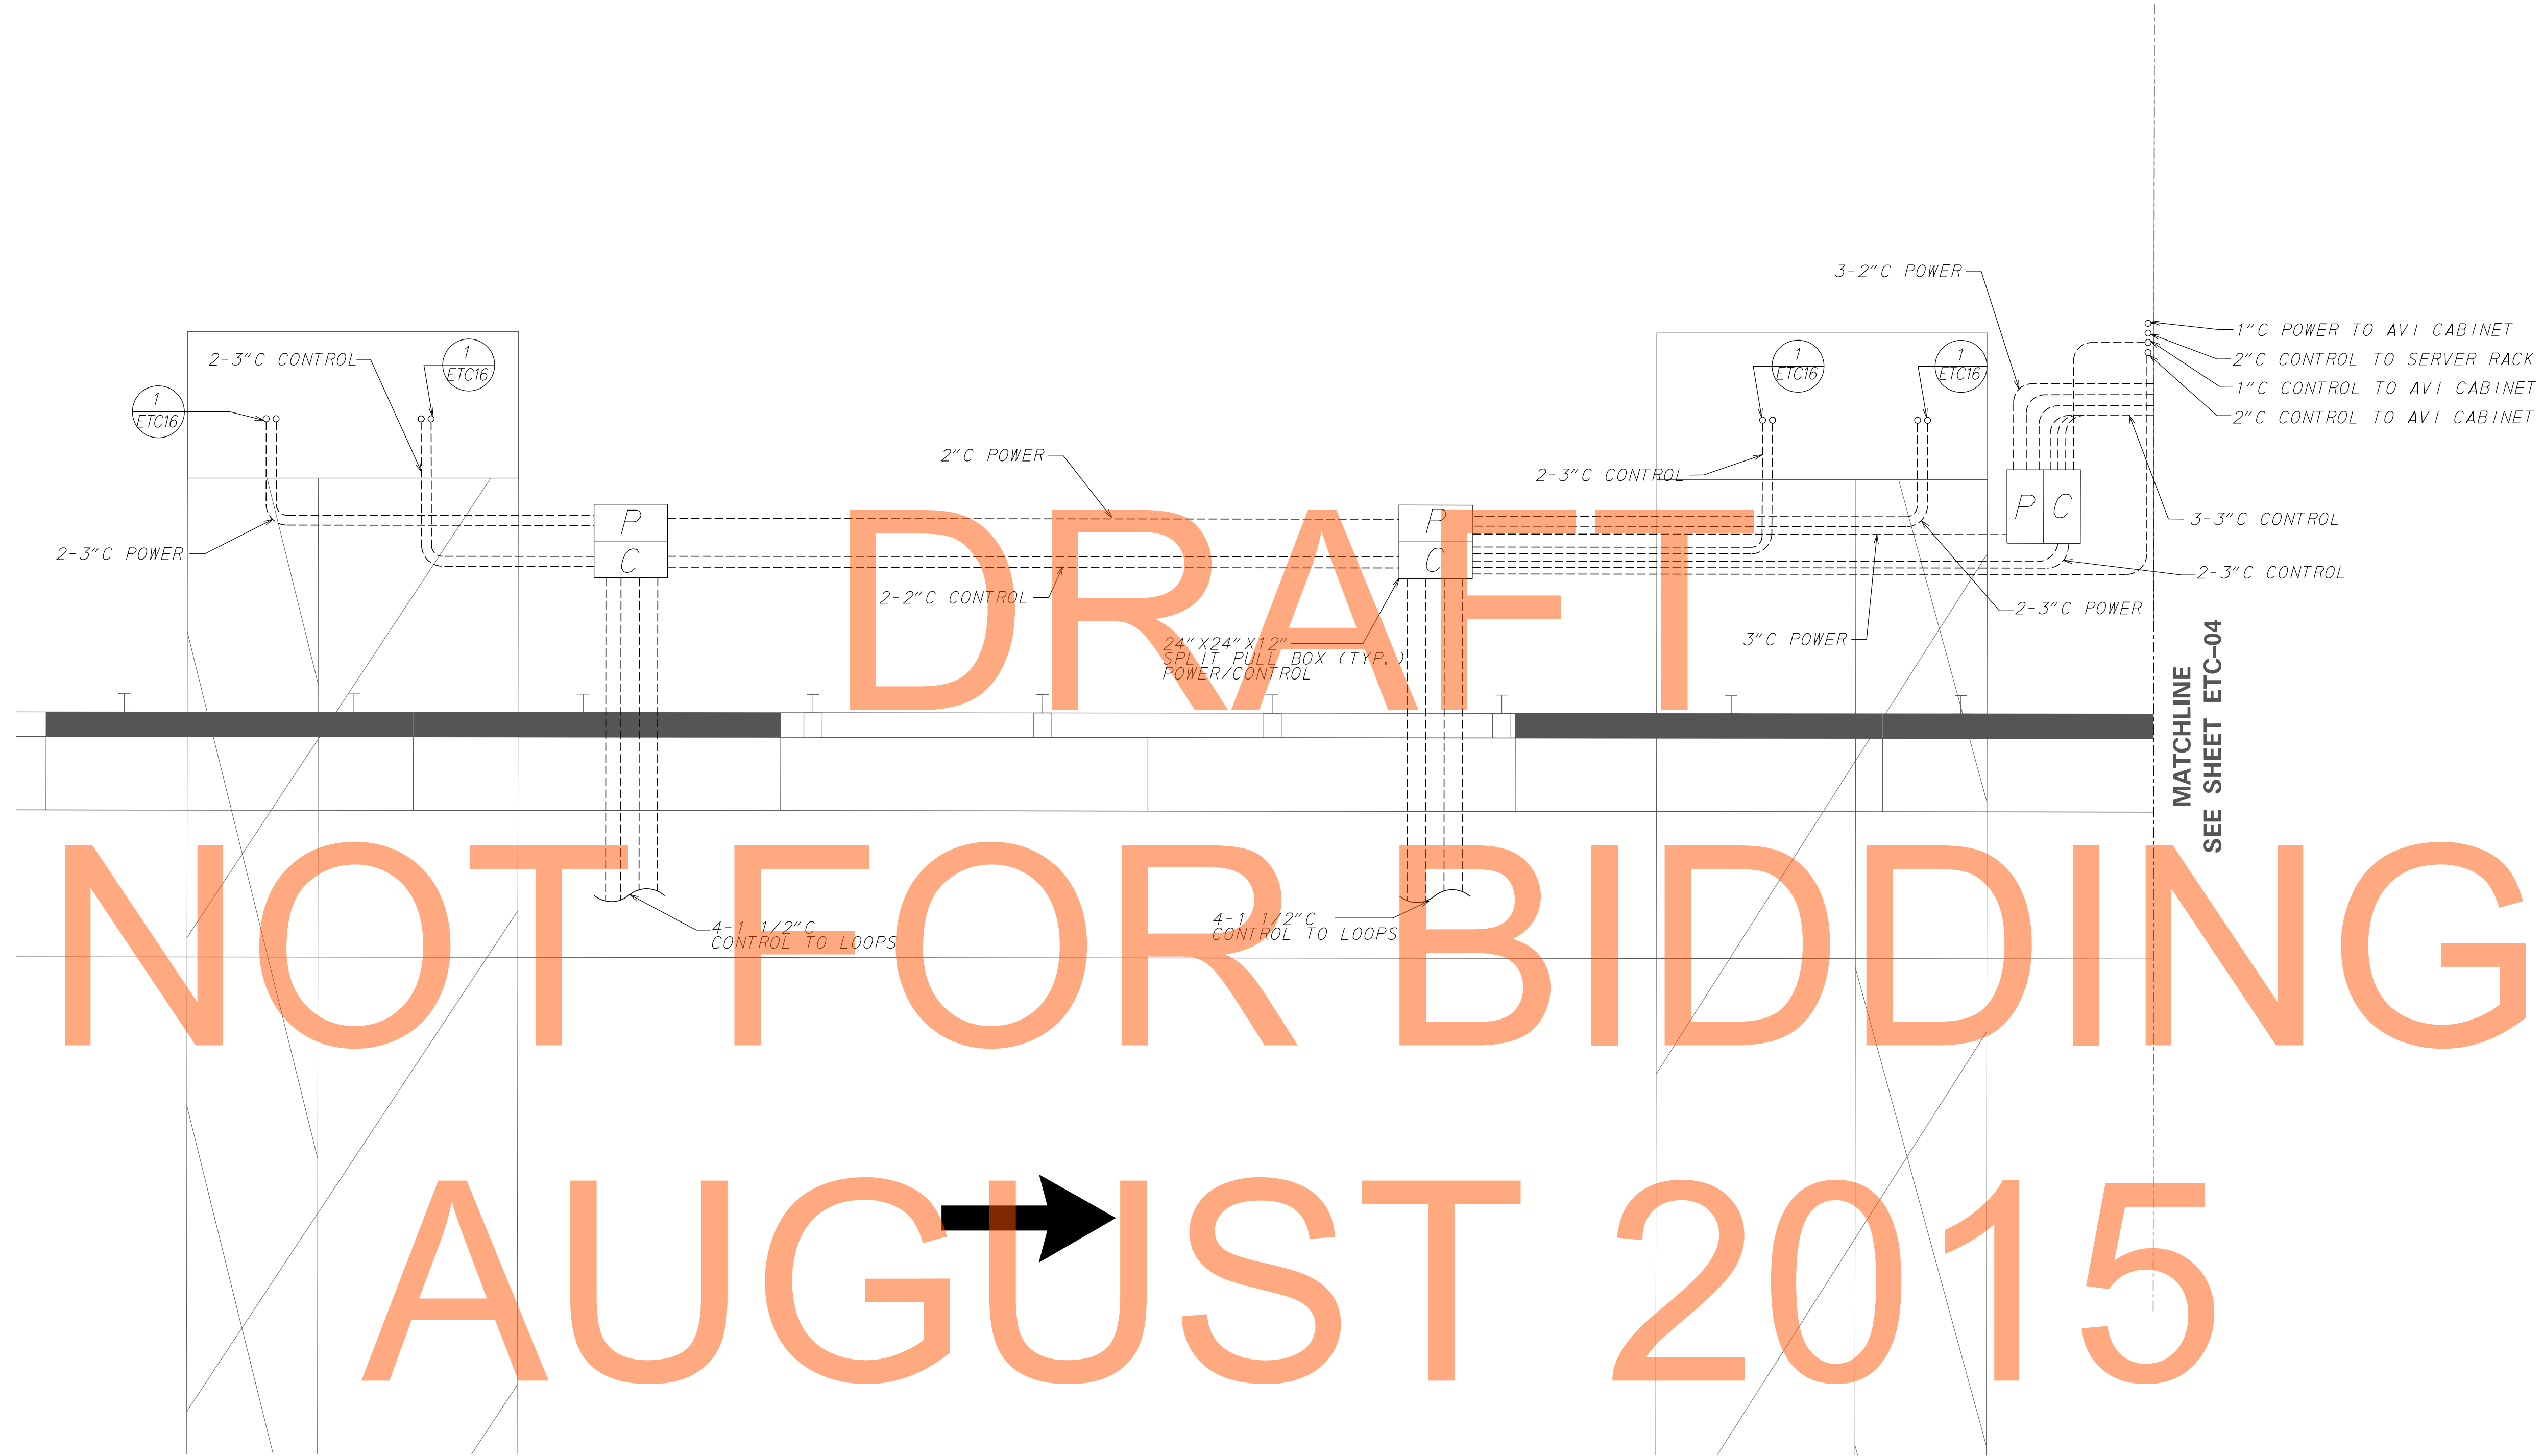 3-2"C POWER
1"C POWER TO AVI CABINET
2"C CONTROL TO SERVER RACK
1"C CONTROL TO AVI CABINET
2"C CONTROL TO AVI CABINET
2-3"C CONTROL
1
ETC16
1
ETC16
1
ETC16
1
ETC16
2"C POWER
2-3"C CONTROL
P
C
P
C
P C
3-3"C CONTROL
2-3"C POWER
2-3"C CONTROL
2-2"C CONTROL
2-3"C POWER
3"C POWER
24"X24"X12"
SPLIT PULL BOX (TYP.)
POWER/CONTROL
MATCHLINE
SEE SHEET ETC-04
4-1 1/2"C
CONTROL TO LOOPS
4-1 1/2"C
CONTROL TO LOOPS
DRAFT
NOT FOR BIDDING
AUGUST 2015